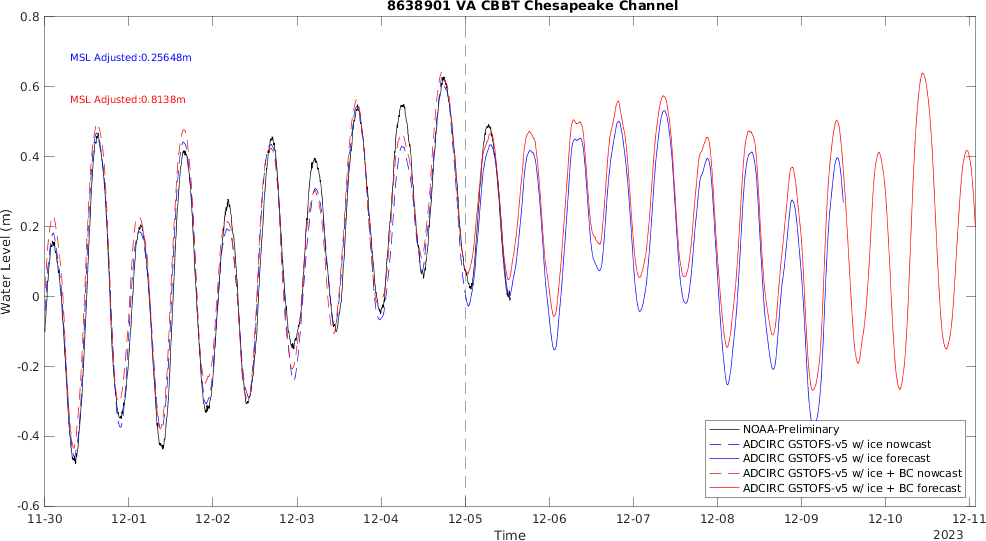 8638901 VA CBBT Chesapeake Channel
MSL Adjusted:0.25648m
MSL Adjusted:0.8138m
Water Level (m)
0.8
0.6
0.4
0.2
0
-0.2
-0.4
-0.6
NOAA-Preliminary
ADCIRC GSTOFS-v5 w/ ice nowcast
ADCIRC GSTOFS-v5 w/ ice forecast
ADCIRC GSTOFS-v5 w/ ice + BC nowcast
ADCIRC GSTOFS-v5 w/ ice + BC forecast
11-30 12-01 12-02 12-03 12-04 12-05 12-06 12-07 12-08 12-09 12-10 12-11
Time
2023